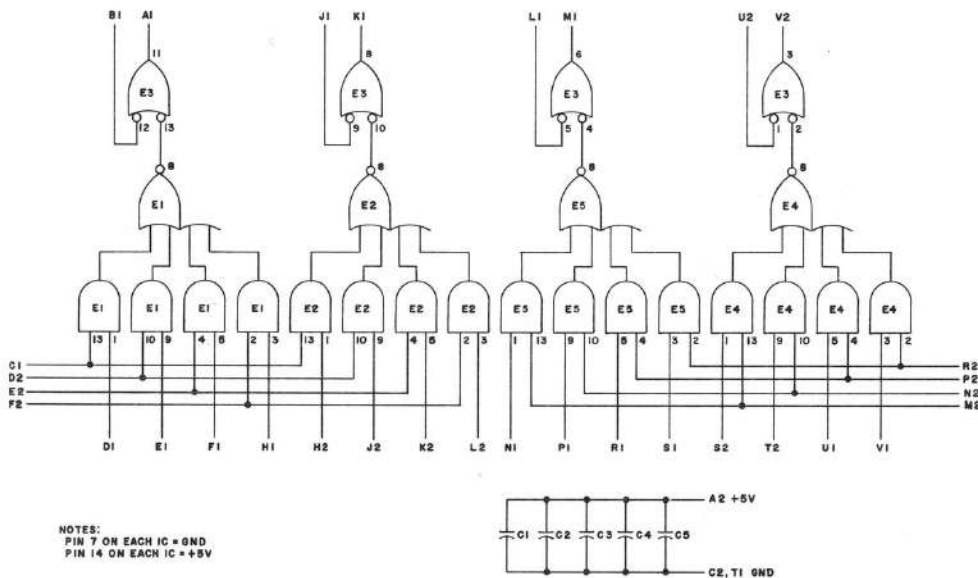 B1 A1 J1 K1 L1 M1 U2 V2
11 8 6 3
E3 E3 E3 E3
12 13 9 10 5 4 1 2
8 8 8 8
E1 E2 E5 E4
E1 E1 E1 E1 E2 E2 E2 E2 E5 E5 E5 E5 E4 E4 E4 E4
13 1 10 9 4 5 2 3 13 1 10 9 4 5 2 3 1 13 9 10 5 4 3 2 1 13 9 10 5 4 3 2
C1 R2
D2 P2
E2 N2
F2 M2
D1 E1 F1 H1 H2 J2 K2 L2 N1 P1 R1 S1 S2 T2 U1 V1
A2 +5V
C1 C2 C3 C4 C5
C2, T1 GND
NOTES:
PIN 7 ON EACH IC = GND
PIN 14 ON EACH IC = +5V